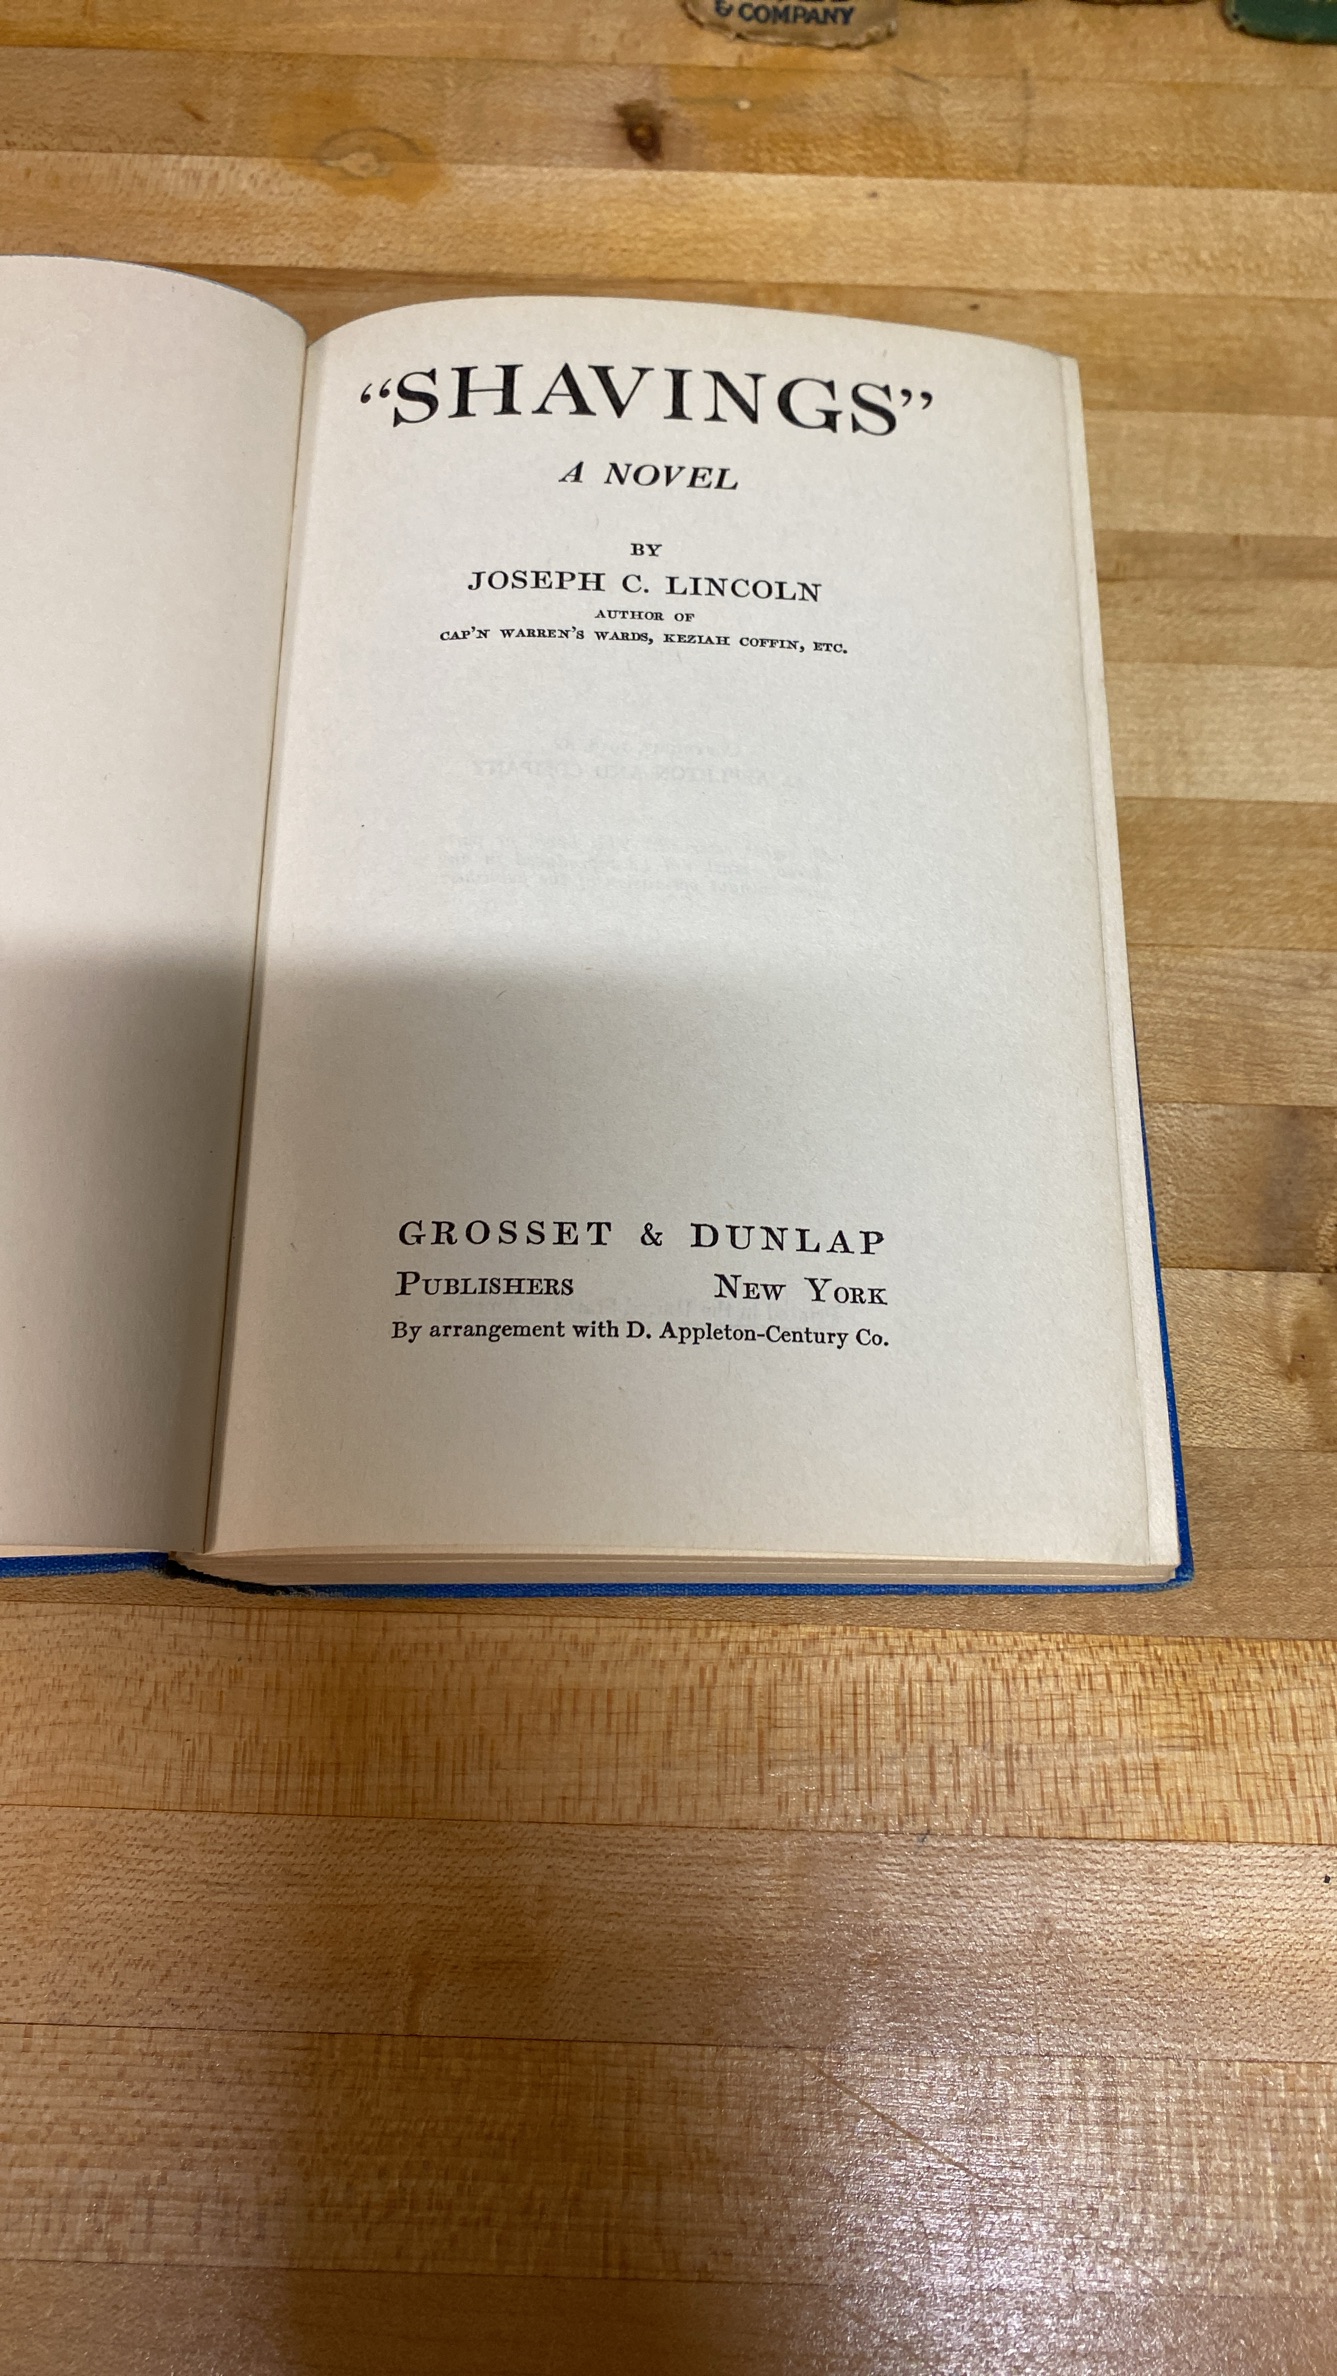 & COMPANY
“SHAVINGS”
A NOVEL
BY
JOSEPH C. LINCOLN
AUTHOR OF
CAP’N WARREN’S WARDS, KEZIAH COFFIN, ETC.
GROSSET & DUNLAP
PUBLISHERS NEW YORK
By arrangement with D. Appleton-Century Co.